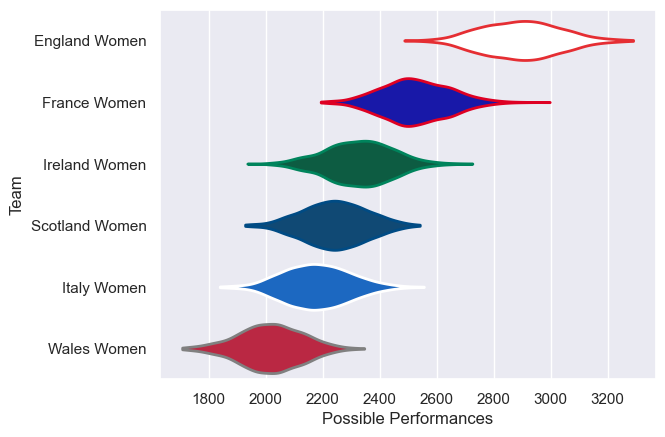 England Women
France Women
Ireland Women
Scotland Women
Italy Women
Wales Women
Team
1800 2000 2200 2400 2600 2800 3000 3200
Possible Performances